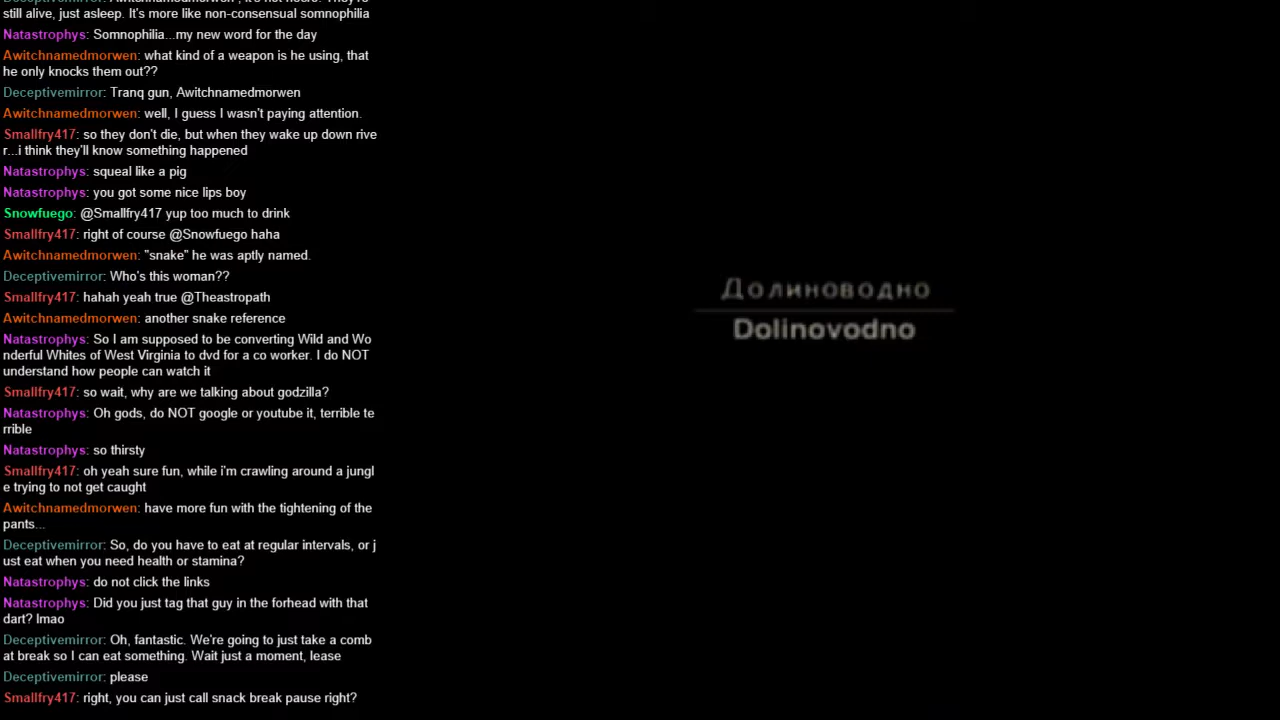 still alive, just asleep. It's more like non-consensual somnophilia
Natastrophys: Somnophilia...my new word for the day
Awitchnamedmorwen: what kind of a weapon is he using, that
he only knocks them out??
Deceptivemirror: Tranq gun, Awitchnamedmorwen
Awitchnamedmorwen: well, I guess I wasn't paying attention.
Smallfry417: so they don't die, but when they wake up down rive
r...i think they'll know something happened
Natastrophys: squeal like a pig
Natastrophys: you got some nice lips boy
Snowfuego: @Smallfry417 yup too much to drink
Smallfry417: right of course @Snowfuego haha
Awitchnamedmorwen: "snake" he was aptly named.
Deceptivemirror: Who's this woman??
Smallfry417: hahah yeah true @Theastropath
Awitchnamedmorwen: another snake reference
Natastrophys: So I am supposed to be converting Wild and Wo
nderful Whites of West Virginia to dvd for a co worker. I do NOT
understand how people can watch it
Smallfry417: so wait, why are we talking about godzilla?
Natastrophys: Oh gods, do NOT google or youtube it, terrible te
rrible
Natastrophys: so thirsty
Smallfry417: oh yeah sure fun, while i'm crawling around a jungl
e trying to not get caught
Awitchnamedmorwen: have more fun with the tightening of the
pants...
Deceptivemirror: So, do you have to eat at regular intervals, or j
ust eat when you need health or stamina?
Natastrophys: do not click the links
Natastrophys: Did you just tag that guy in the forhead with that
dart? lmao
Deceptivemirror: Oh, fantastic. We're going to just take a comb
at break so I can eat something. Wait just a moment, lease
Deceptivemirror: please
Smallfry417: right, you can just call snack break pause right?
Долиноводно
Dolinovodno